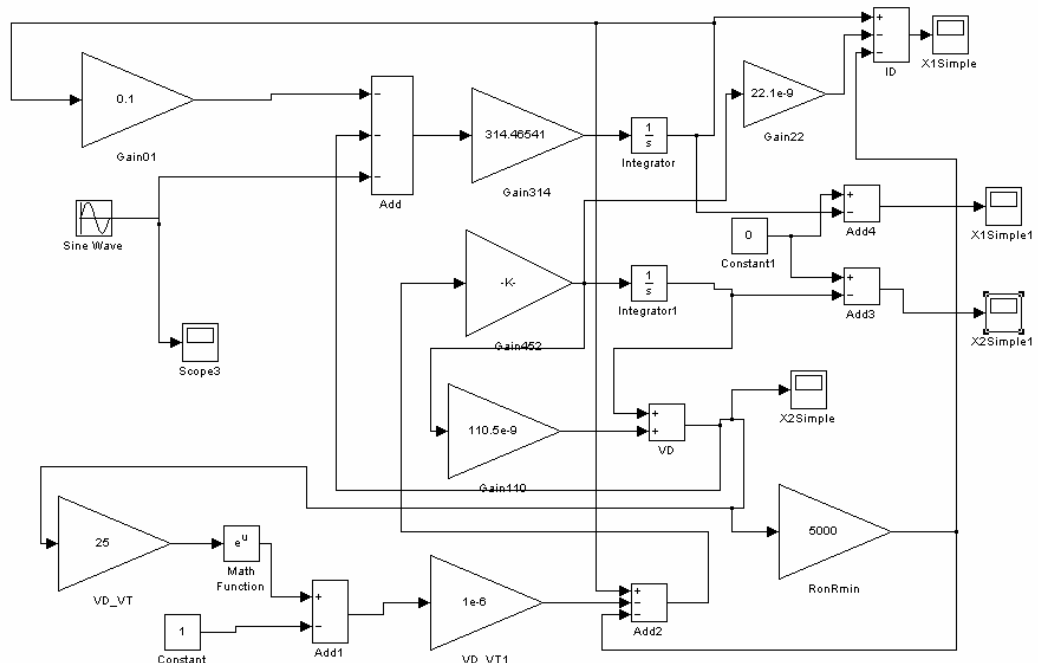 +
−
−
ID
X1Simple
0.1
Gain01
−
−
−
Add
314.46541
Gain314
1
s
Integrator
22.1e-9
Gain22
Sine Wave
0
Constant1
+
−
Add4
X1Simple1
-K-
Gain452
1
s
Integrator1
+
−
Add3
X2Simple1
Scope3
110.5e-9
Gain110
+
+
VD
X2Simple
25
VD_VT
e^u
Math
Function
5000
RonRmin
1
Constant
+
−
Add1
1e-6
VD_VT1
+
−
−
Add2